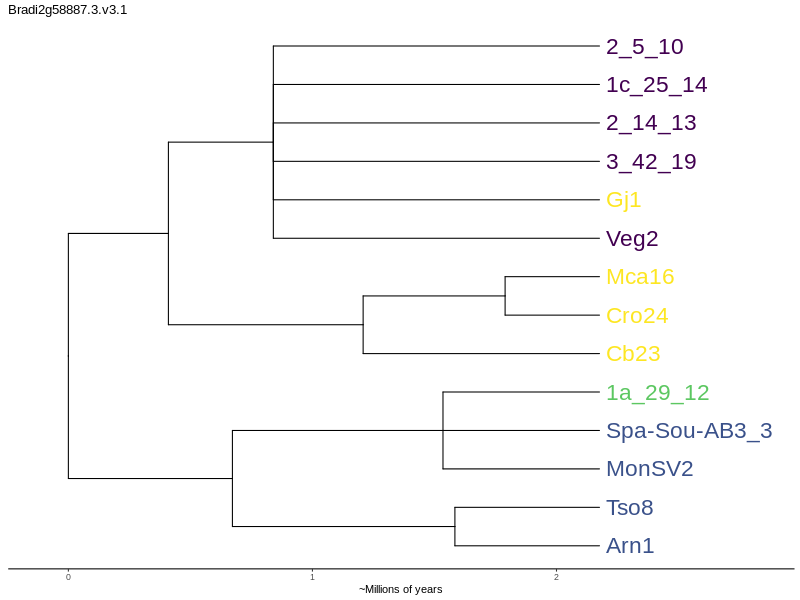 Bradi2g58887.3.v3.1
2_5_10
1c_25_14
2_14_13
3_42_19
Gj1
Veg2
Mca16
Cro24
Cb23
1a_29_12
Spa-Sou-AB3_3
MonSV2
Tso8
Arn1
0 1 2
~Millions of years